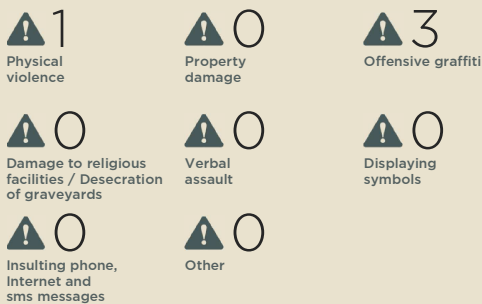 1
Physical
violence
0
Property
damage
3
Offensive graffiti
0
Damage to religious
facilities / Desecration
of graveyards
0
Verbal
assault
0
Displaying
symbols
0
Insulting phone,
Internet and
sms messages
0
Other